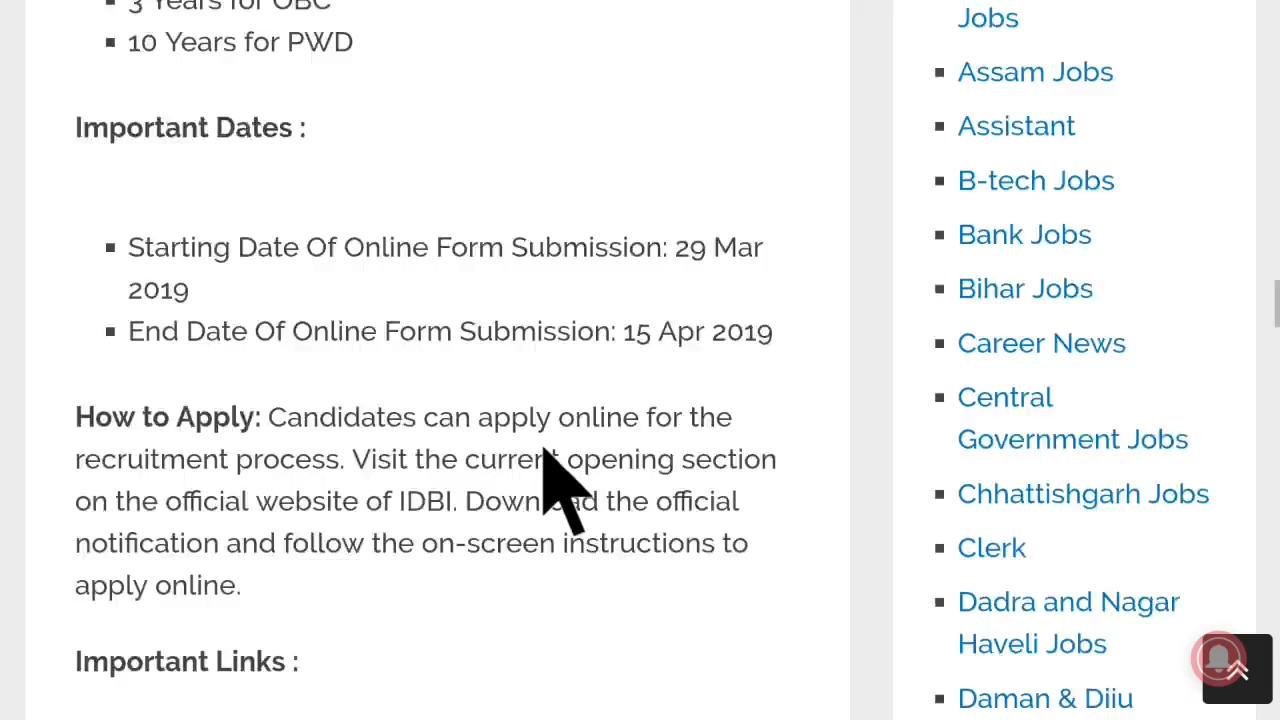 3 Years for OBC
10 Years for PWD
Important Dates :
Starting Date Of Online Form Submission: 29 Mar
2019
End Date Of Online Form Submission: 15 Apr 2019
How to Apply: Candidates can apply online for the
recruitment process. Visit the current opening section
on the official website of IDBI. Download the official
notification and follow the on-screen instructions to
apply online.
Important Links :
Jobs
Assam Jobs
Assistant
B-tech Jobs
Bank Jobs
Bihar Jobs
Career News
Central
Government Jobs
Chhattishgarh Jobs
Clerk
Dadra and Nagar
Haveli Jobs
Daman & Diiu